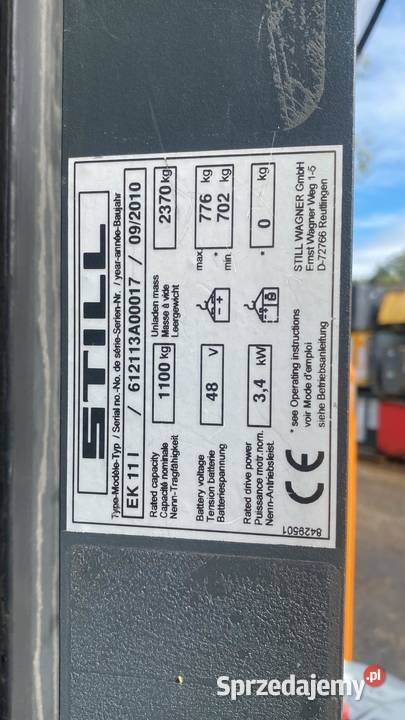 STILL
Type-Modèle-Typ / Serial no.-No. de série-Serien-Nr. / year-année-Baujahr
EK 11 I / 612113A00017 / 09/2010
Rated capacity
Capacité nominale
Nenn-Tragfähigkeit
1100 kg
Unladen mass
Masse à vide
Leergewicht
2370 kg
Battery voltage
Tension batterie
Batteriespannung
48 V
- +
max. 776 kg
* min. 702 kg
Rated drive power
Puissance motr.nom.
Nenn-Antriebsleist.
3,4 kW
* 0 kg
* see Operating instructions
voir Mode d'emploi
siehe Betriebsanleitung
STILL WAGNER GmbH
Ernst Wagner Weg 1-5
D-72766 Reutlingen
CE
8429501
Sprzedajemy.pl